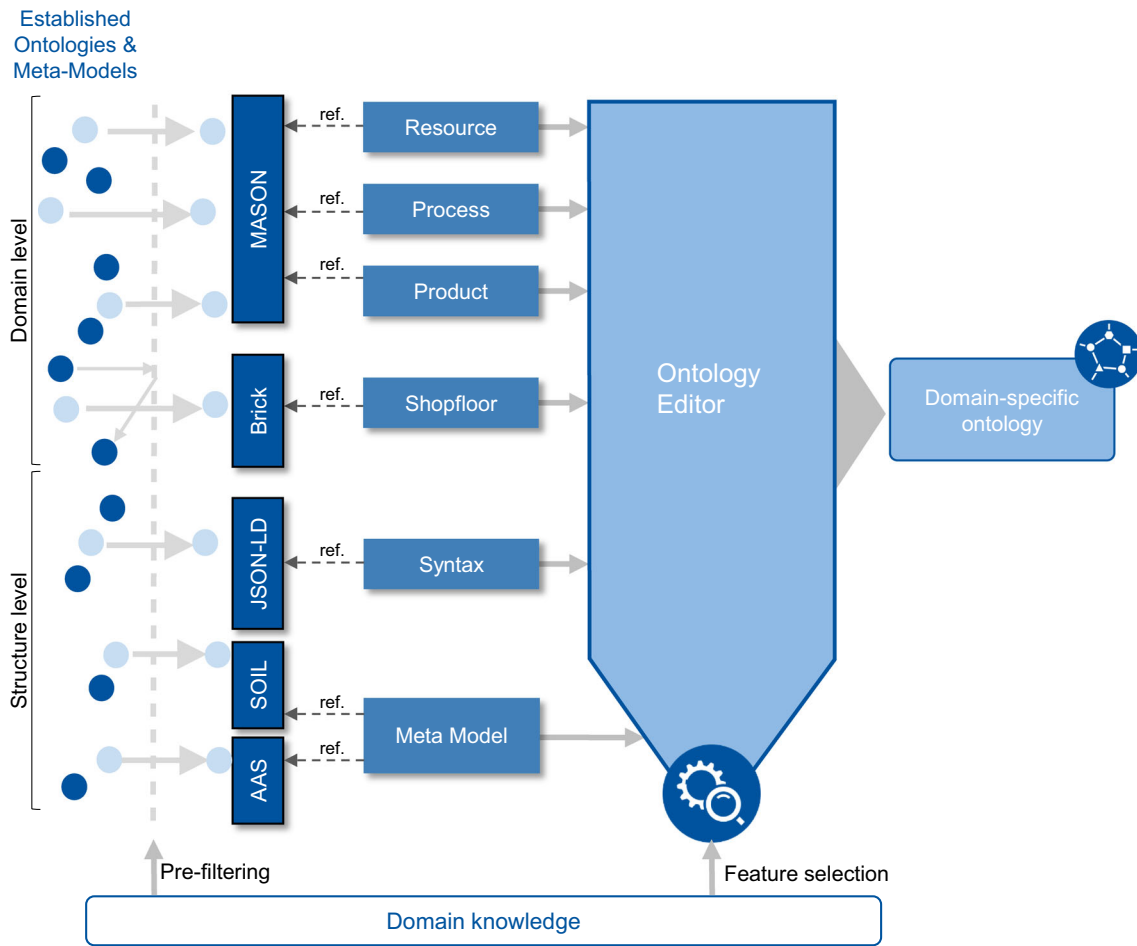 Established
Ontologies &
Meta-Models
Domain level
Structure level
MASON
Brick
JSON-LD
SOIL
AAS
ref.
Resource
ref.
Process
ref.
Product
ref.
Shopfloor
ref.
Syntax
ref.
ref.
Meta Model
Ontology
Editor
Domain-specific
ontology
Pre-filtering
Feature selection
Domain knowledge